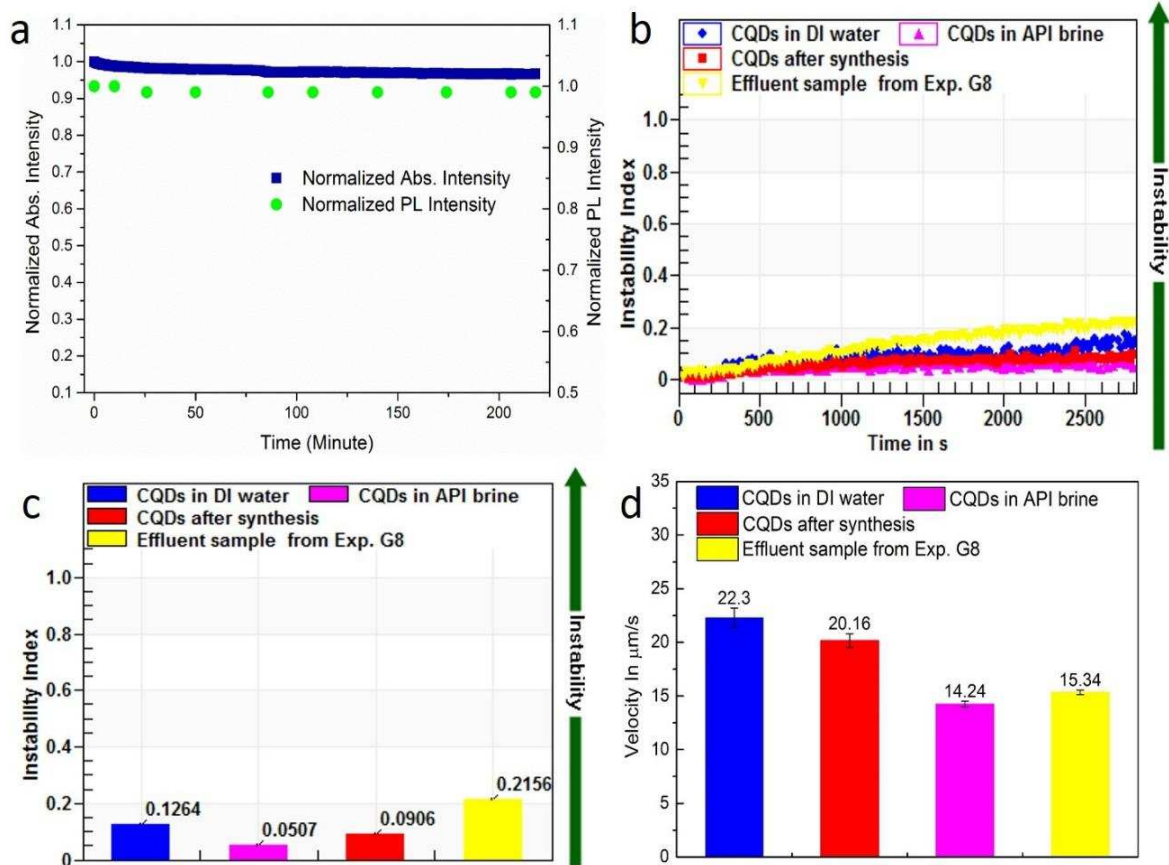 a
1.1
1.0
0.9
0.8
0.7
0.6
0.5
0.4
0.3
0.2
0.1
Normalized Abs. Intensity
0
50
100
150
200
Time (Minute)
1.1
1.0
0.9
0.8
0.7
0.6
0.5
Normalized PL Intensity
Normalized Abs. Intensity
Normalized PL Intensity
b
CQDs in DI water
CQDs in API brine
CQDs after synthesis
Effluent sample from Exp. G8
1.0
0.8
0.6
0.4
0.2
0
Instability Index
0
500
1000
1500
2000
2500
Time in s
Instability
c
CQDs in DI water
CQDs in API brine
CQDs after synthesis
Effluent sample from Exp. G8
1.0
0.8
0.6
0.4
0.2
0
Instability Index
0.1264
0.0507
0.0906
0.2156
Instability
d
CQDs in DI water
CQDs in API brine
CQDs after synthesis
Effluent sample from Exp. G8
35
30
25
20
15
10
5
0
Velocity In μm/s
22.3
20.16
14.24
15.34